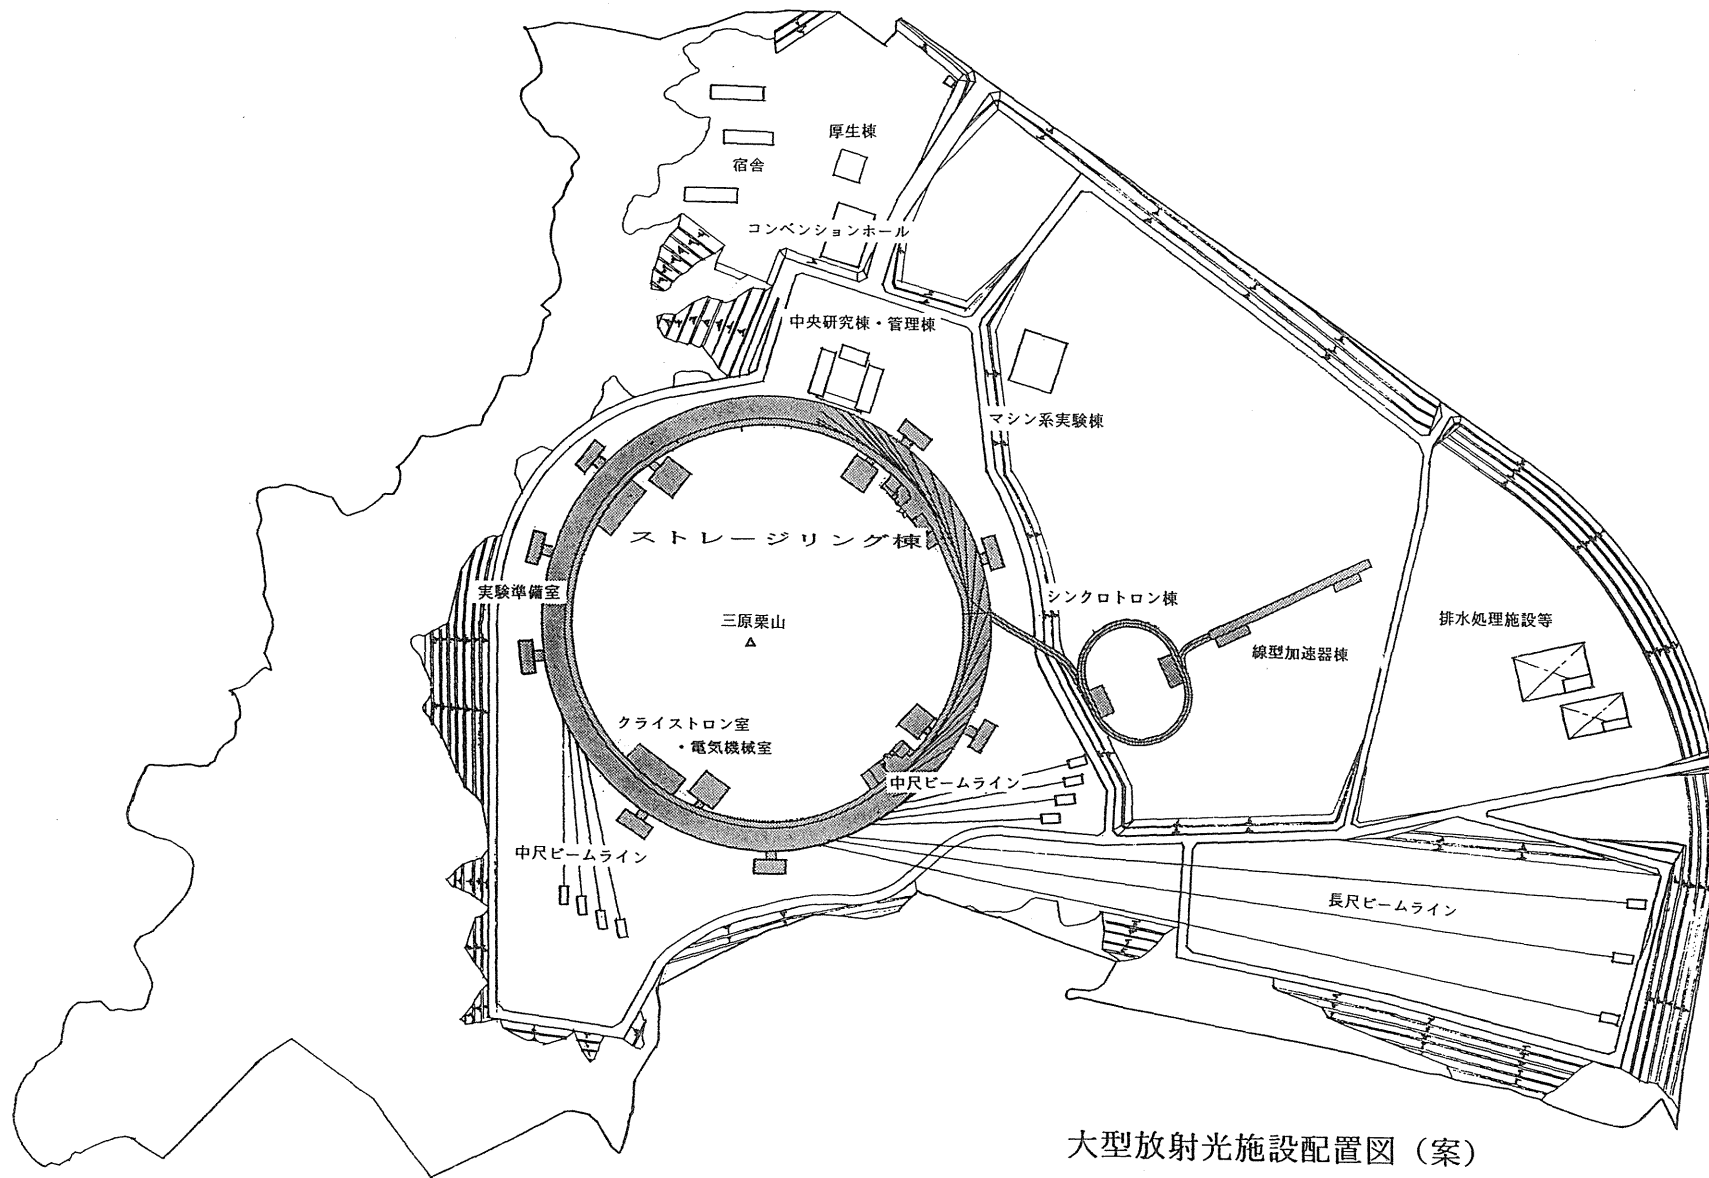 厚生棟
宿舎
コンベンションホール
中央研究棟・管理棟
マシン系実験棟
ストレージリング棟
実験準備室
シンクロトロン棟
三原栗山
線型加速器棟
排水処理施設等
クライストロン室
・電気機械室
中尺ビームライン
中尺ビームライン
長尺ビームライン
大型放射光施設配置図（案）